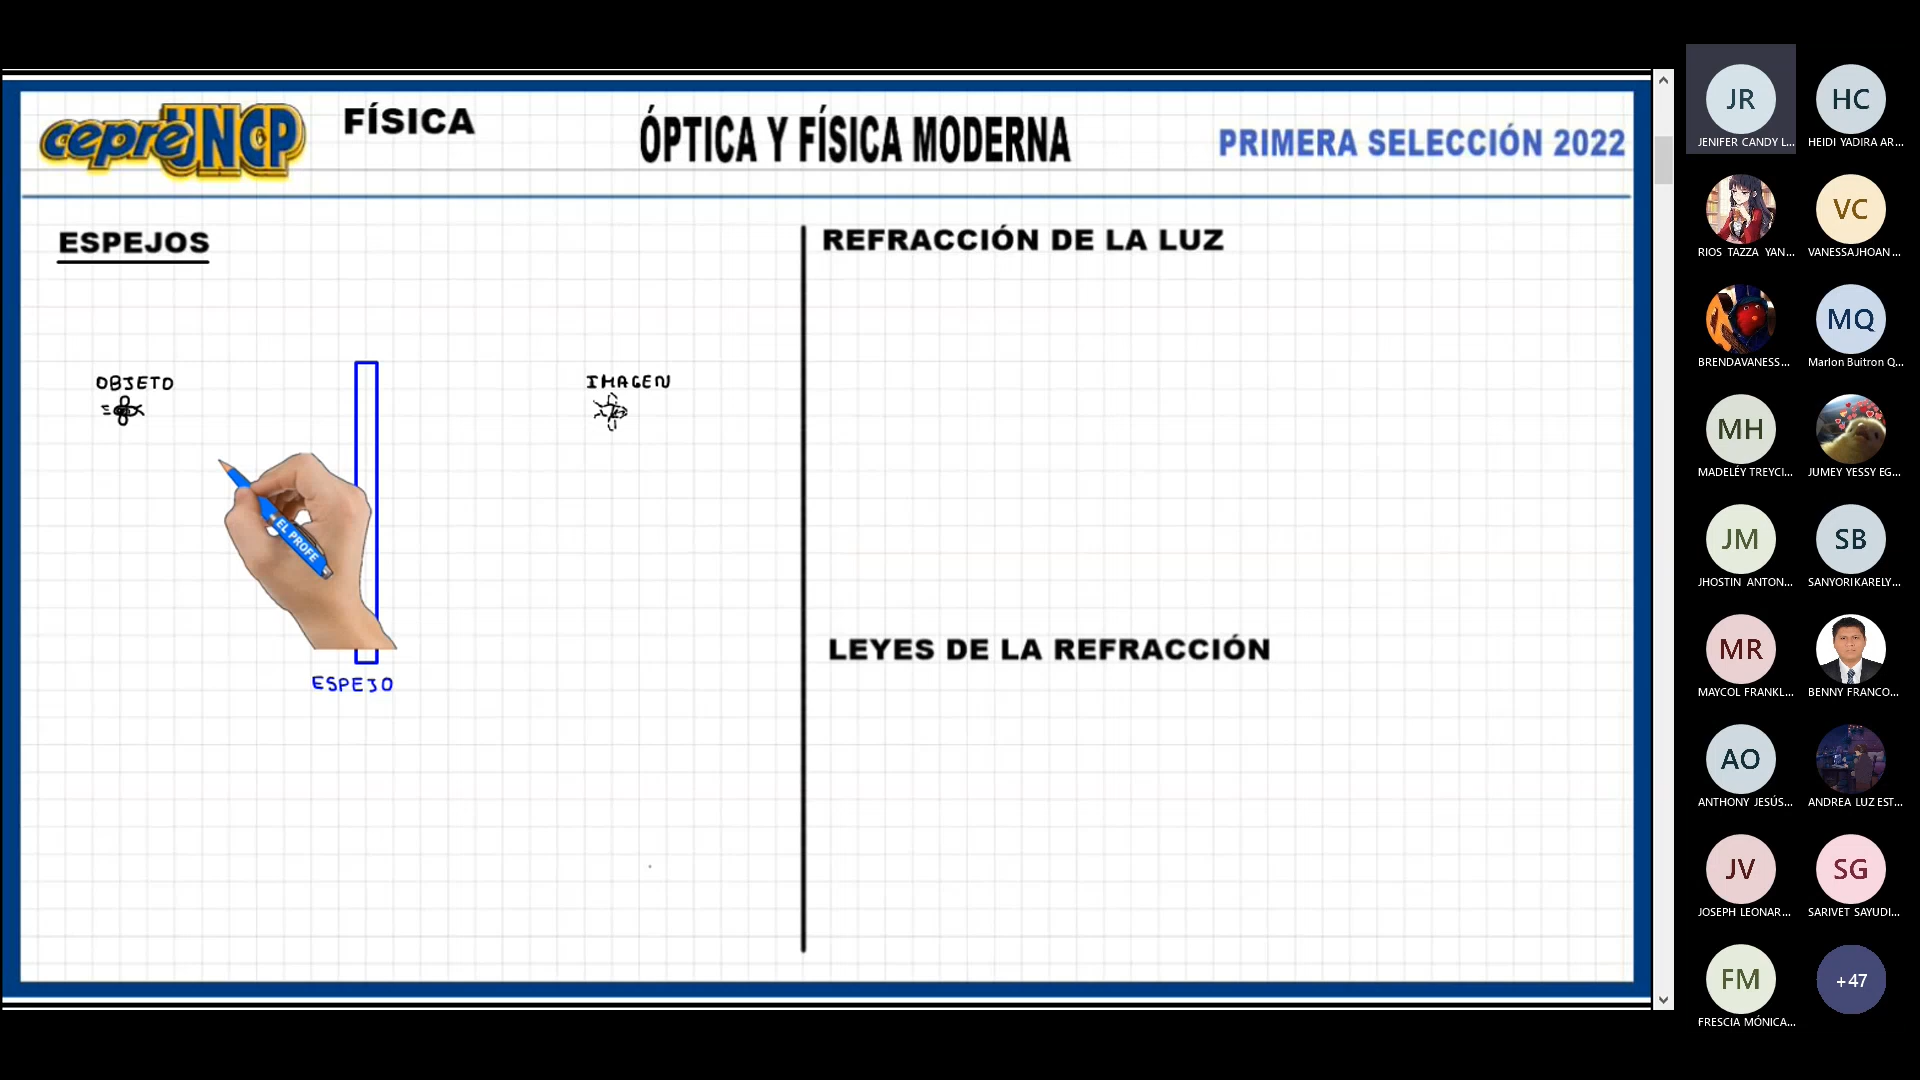 cepreUNCP
FÍSICA
ÓPTICA Y FÍSICA MODERNA
PRIMERA SELECCIÓN 2022
ESPEJOS
OBJETO
IMAGEN
EL PROFE
ESPEJO
REFRACCIÓN DE LA LUZ
LEYES DE LA REFRACCIÓN
JR
JENIFER CANDY L...
HC
HEIDI YADIRA AR...
RIOS TAZZA YAN...
VC
VANESSAJHOAN...
BRENDAVANESS...
MQ
Marlon Buitron Q...
MH
MADELÉY TREYCI...
JUMEY YESSY EG...
JM
JHOSTIN ANTON...
SB
SANYORIKARELY...
MR
MAYCOL FRANKL...
BENNY FRANCO...
AO
ANTHONY JESÚS...
ANDREA LUZ EST...
JV
JOSEPH LEONAR...
SG
SARIVET SAYUDI...
FM
FRESCIA MÓNICA...
+47